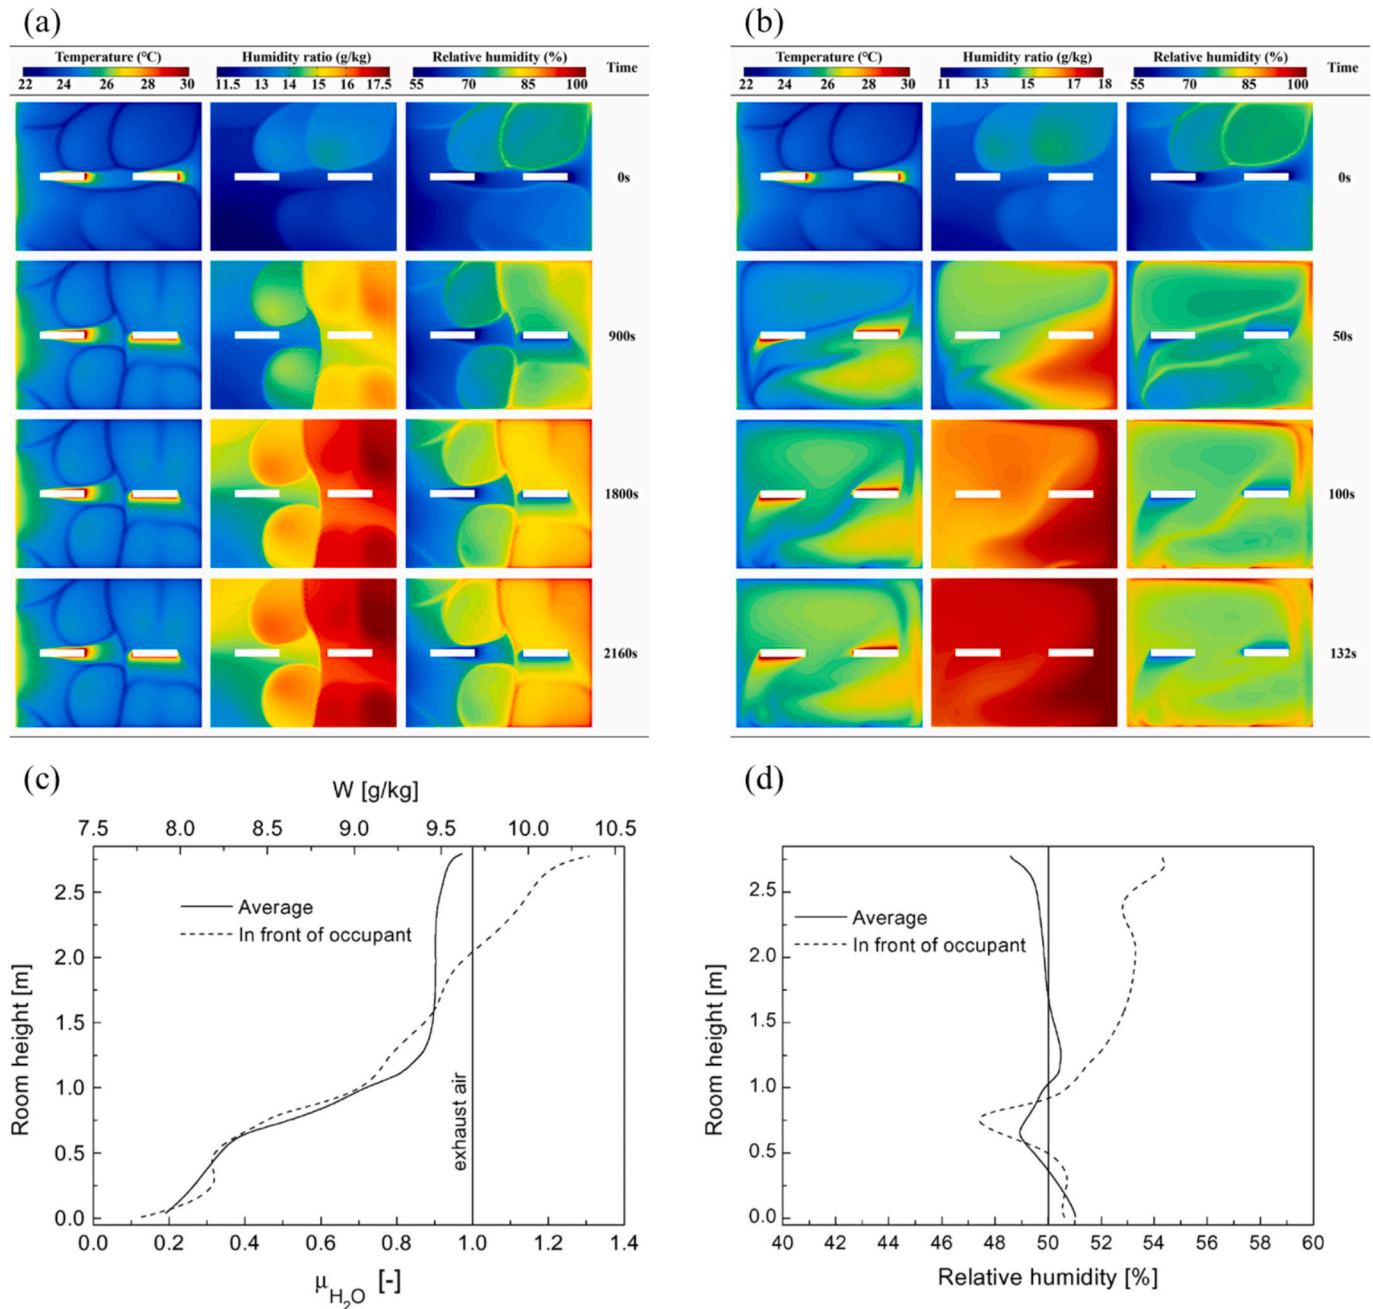 (a)
Temperature (°C) Humidity ratio (g/kg) Relative humidity (%) Time
22 24 26 28 30 11.5 13 14 15 16 17.5 55 70 85 100
0s
900s
1800s
2160s
(b)
Temperature (°C) Humidity ratio (g/kg) Relative humidity (%) Time
22 24 26 28 30 11 13 15 17 18 55 70 85 100
0s
50s
100s
132s
(c)
W [g/kg]
7.5 8.0 8.5 9.0 9.5 10.0 10.5
2.5
2.0
1.5
1.0
0.5
0.0
Room height [m]
Average
In front of occupant
exhaust air
0.0 0.2 0.4 0.6 0.8 1.0 1.2 1.4
μH₂O [-]
(d)
2.5
2.0
1.5
1.0
0.5
0.0
Room height [m]
Average
In front of occupant
40 42 44 46 48 50 52 54 56 58 60
Relative humidity [%]